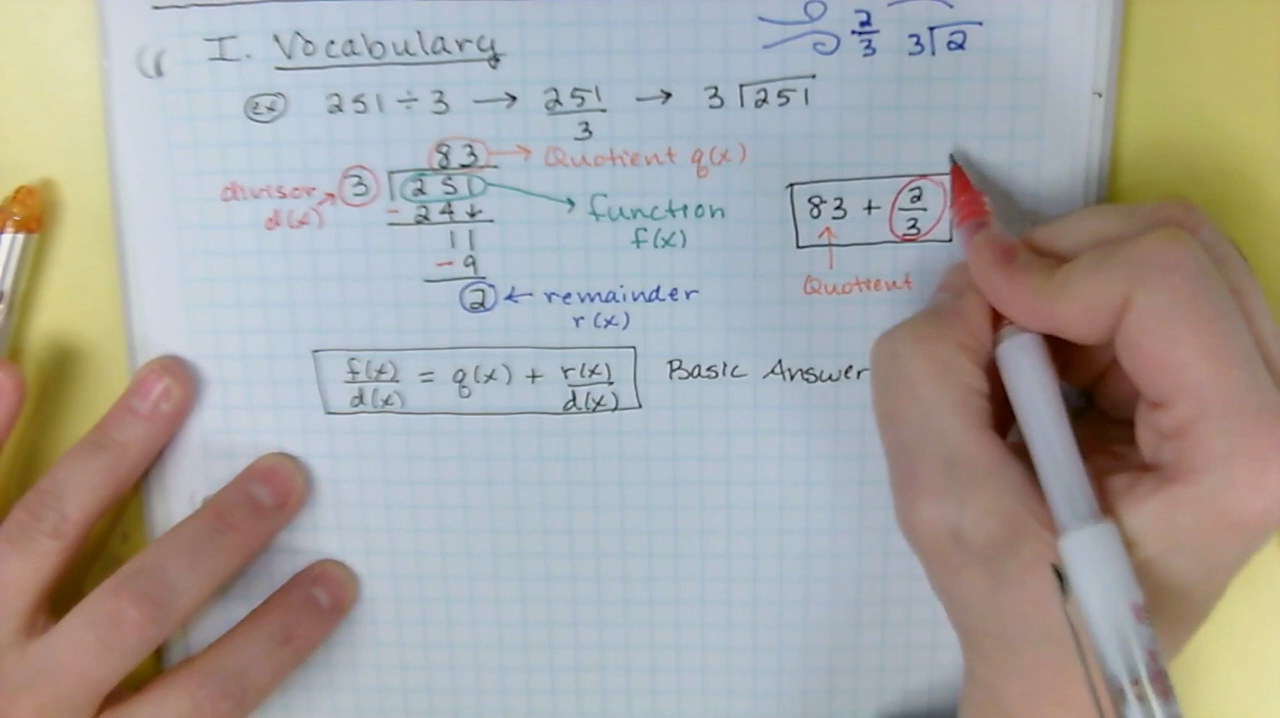 2/3 3√2
I. Vocabulary
Ex 251 ÷ 3 → 251/3 → 3√251
83 → Quotient q(x)
divisor d(x) → 3 √251 → function f(x)
- 24↓
11
- 9
2 ← remainder r(x)
83 + 2/3
↑
Quotient
f(x)/d(x) = q(x) + r(x)/d(x) Basic Answer